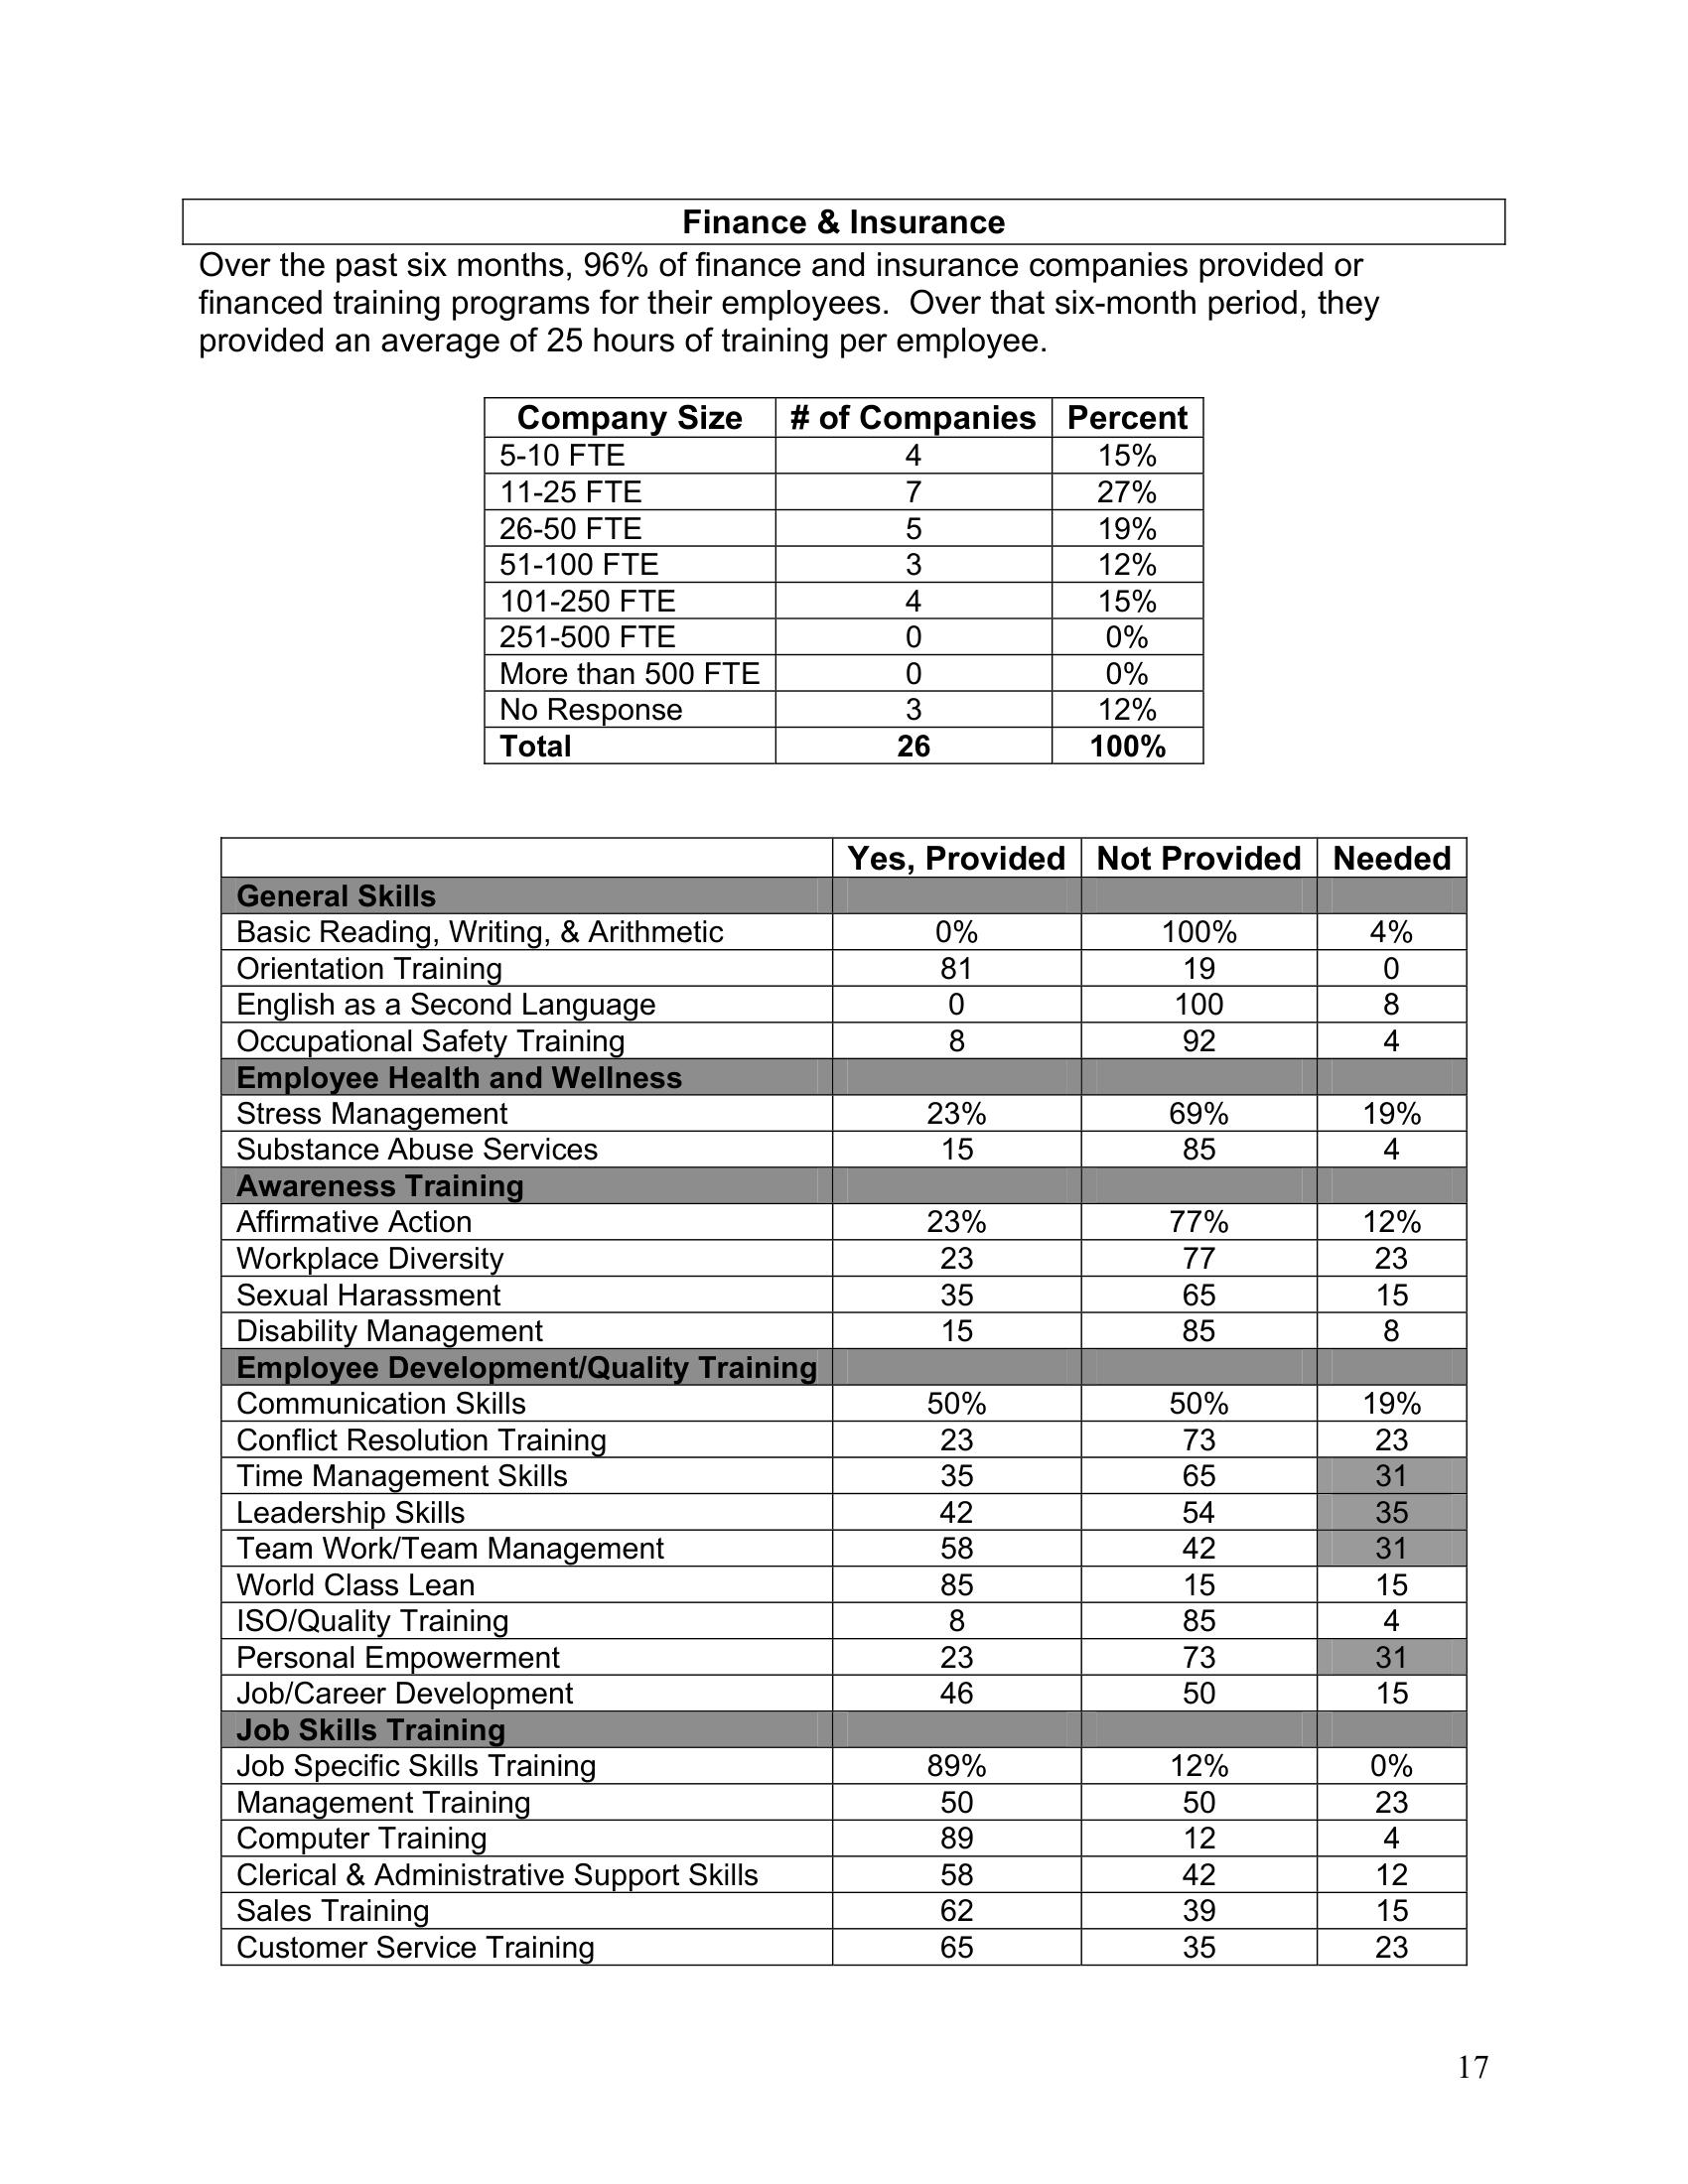 Finance & Insurance
Over the past six months, 96% of finance and insurance companies provided or
financed training programs for their employees.  Over that six-month period, they
provided an average of 25 hours of training per employee.
Company Size # of Companies Percent
5-10 FTE 4 15%
11-25 FTE 7 27%
26-50 FTE 5 19%
51-100 FTE 3 12%
101-250 FTE 4 15%
251-500 FTE 0 0%
More than 500 FTE 0 0%
No Response 3 12%
Total 26 100%
Yes, Provided Not Provided Needed
General Skills
Basic Reading, Writing, & Arithmetic 0% 100% 4%
Orientation Training 81 19 0
English as a Second Language 0 100 8
Occupational Safety Training 8 92 4
Employee Health and Wellness
Stress Management 23% 69% 19%
Substance Abuse Services 15 85 4
Awareness Training
Affirmative Action 23% 77% 12%
Workplace Diversity 23 77 23
Sexual Harassment 35 65 15
Disability Management 15 85 8
Employee Development/Quality Training
Communication Skills 50% 50% 19%
Conflict Resolution Training 23 73 23
Time Management Skills 35 65 31
Leadership Skills 42 54 35
Team Work/Team Management 58 42 31
World Class Lean 85 15 15
ISO/Quality Training 8 85 4
Personal Empowerment 23 73 31
Job/Career Development 46 50 15
Job Skills Training
Job Specific Skills Training 89% 12% 0%
Management Training 50 50 23
Computer Training 89 12 4
Clerical & Administrative Support Skills 58 42 12
Sales Training 62 39 15
Customer Service Training 65 35 23
17